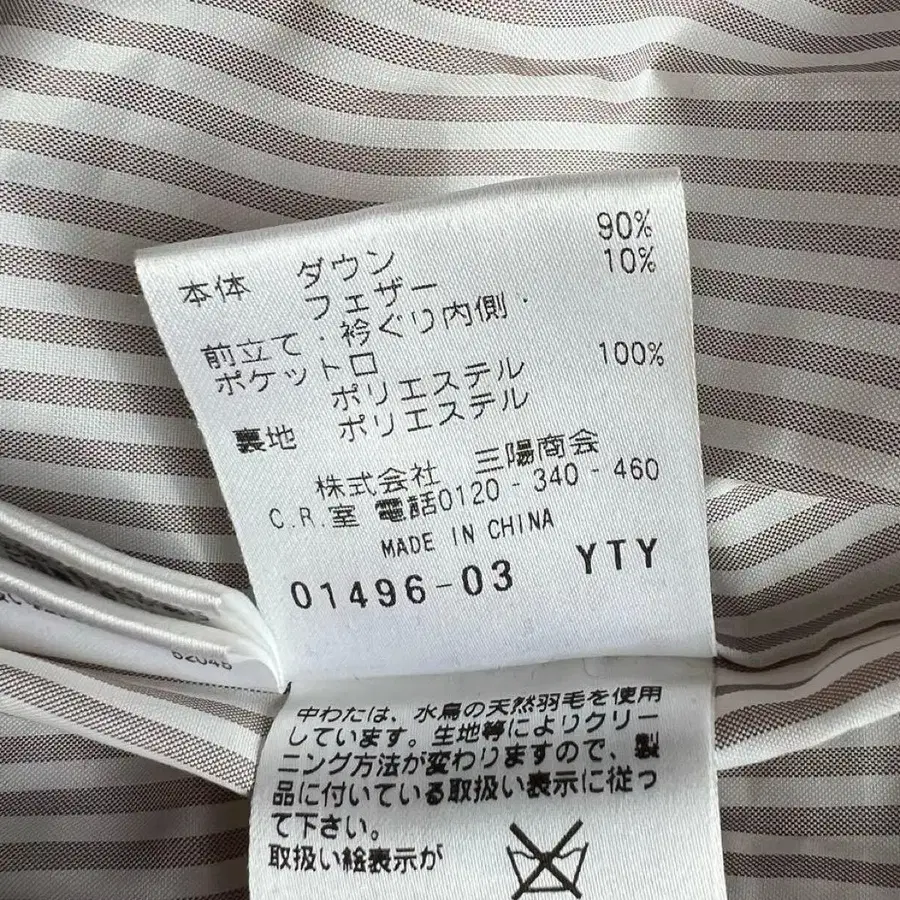 本体 ダウン 90%
フェザー 10%
前立て・衿ぐり内側・
ポケット口
ポリエステル 100%
裏地 ポリエステル
株式会社 三陽商会
C.R.室 電話0120-340-460
MADE IN CHINA
01496-03 YTY
52045
中わたは、水鳥の天然羽毛を使用
しています。生地等によりクリー
ニング方法が変わりますので、製
品に付いている取扱い表示に従っ
て下さい。
取扱い絵表示が